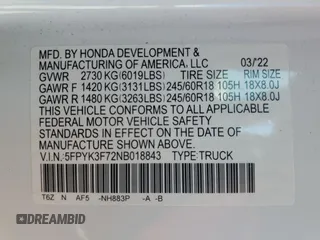 MFD. BY HONDA DEVELOPMENT &
MANUFACTURING OF AMERICA, LLC 03/'22
GVWR 2730 KG(6019LBS) TIRE SIZE RIM SIZE
GAWR F 1420 KG(3131LBS) 245/60R18 105H 18X8.0J
GAWR R 1480 KG(3263LBS) 245/60R18 105H 18X8.0J
THIS VEHICLE CONFORMS TO ALL APPLICABLE
FEDERAL MOTOR VEHICLE SAFETY
STANDARDS IN EFFECT ON THE DATE OF
MANUFACTURE SHOWN ABOVE.
V.I.N.:5FPYK3F72NB018843 TYPE:TRUCK
T6Z N AF5 -NH883P -A -B
DREAMBID